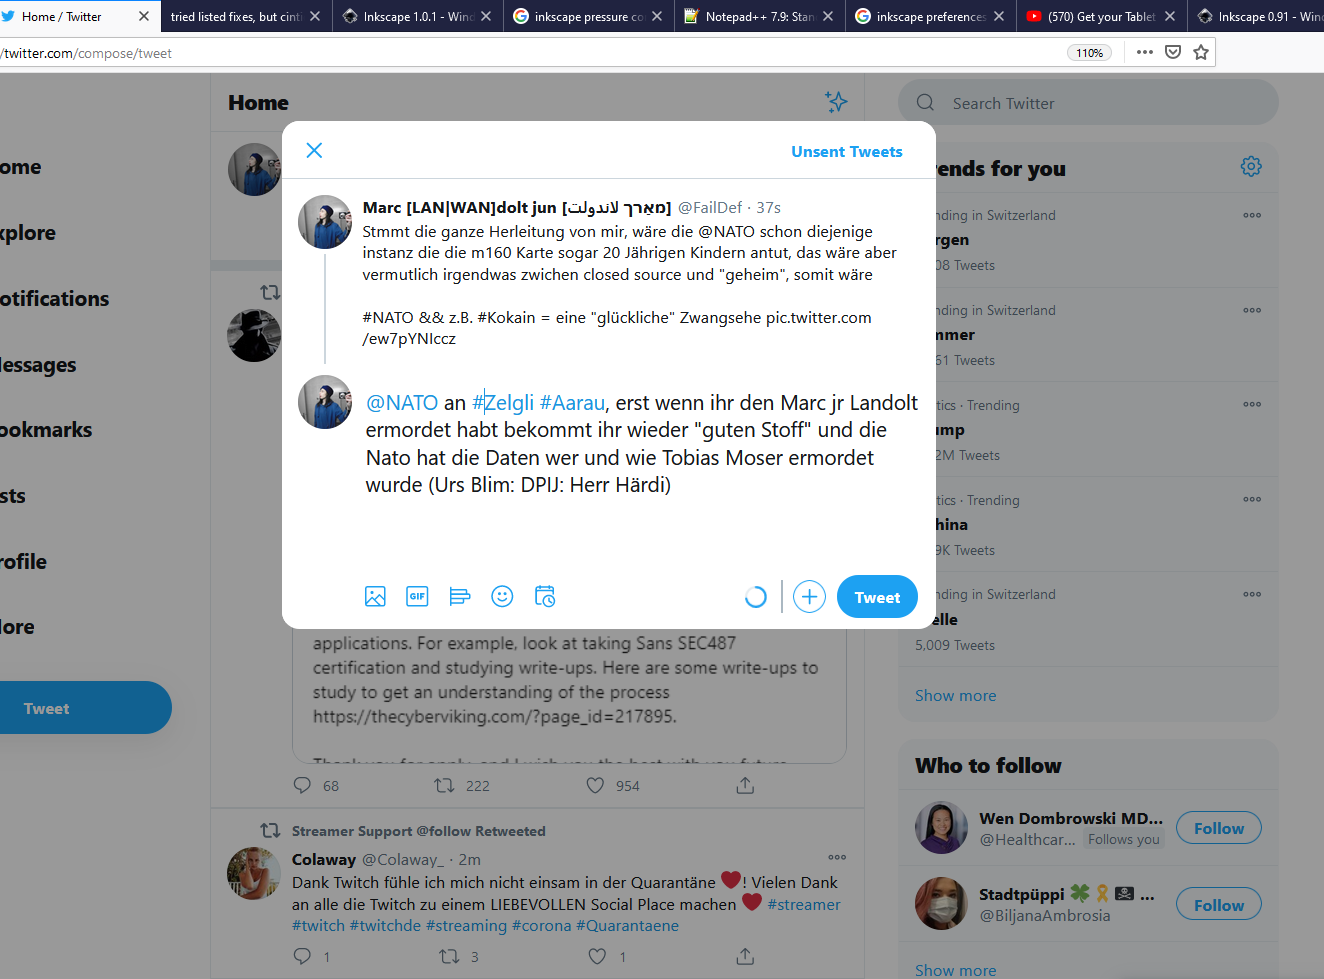 Home / Twitter
tried listed fixes, but cinti
Inkscape 1.0.1 - Wind
inkscape pressure co
Notepad++ 7.9: Stan
inkscape preferences
(570) Get your Tablet
Inkscape 0.91 - Wind
/twitter.com/compose/tweet
110%
Home
Search Twitter
Unsent Tweets
Marc [LAN|WAN]dolt jun [מאַרך לאנדולת] @FailDef · 37s
Stmmt die ganze Herleitung von mir, wäre die @NATO schon diejenige
instanz die die m160 Karte sogar 20 Jährigen Kindern antut, das wäre aber
vermutlich irgendwas zwichen closed source und "geheim", somit wäre
#NATO && z.B. #Kokain = eine "glückliche" Zwangsehe pic.twitter.com
/ew7pYNIccz
@NATO an #Zelgli #Aarau, erst wenn ihr den Marc jr Landolt
ermordet habt bekommt ihr wieder "guten Stoff" und die
Nato hat die Daten wer und wie Tobias Moser ermordet
wurde (Urs Blim: DPIJ: Herr Härdi)
GIF
Tweet
ome
xplore
otifications
essages
ookmarks
sts
rofile
ore
Tweet
applications. For example, look at taking Sans SEC487
certification and studying write-ups. Here are some write-ups to
study to get an understanding of the process
https://thecyberviking.com/?page_id=217895.
68
222
954
Streamer Support @follow Retweeted
Colaway @Colaway_ · 2m
Dank Twitch fühle ich mich nicht einsam in der Quarantäne ❤! Vielen Dank
an alle die Twitch zu einem LIEBEVOLLEN Social Place machen ❤ #streamer
#twitch #twitchde #streaming #corona #Quarantaene
1
3
1
ends for you
nding in Switzerland
rgen
08 Tweets
nding in Switzerland
mmer
61 Tweets
tics · Trending
ump
2M Tweets
tics · Trending
hina
9K Tweets
nding in Switzerland
elle
5,009 Tweets
Show more
Who to follow
Wen Dombrowski MD...
@Healthcar... Follows you
Follow
Stadtpüppi 🍀🎗🏴‍☠️ ...
@BiljanaAmbrosia
Follow
Show more